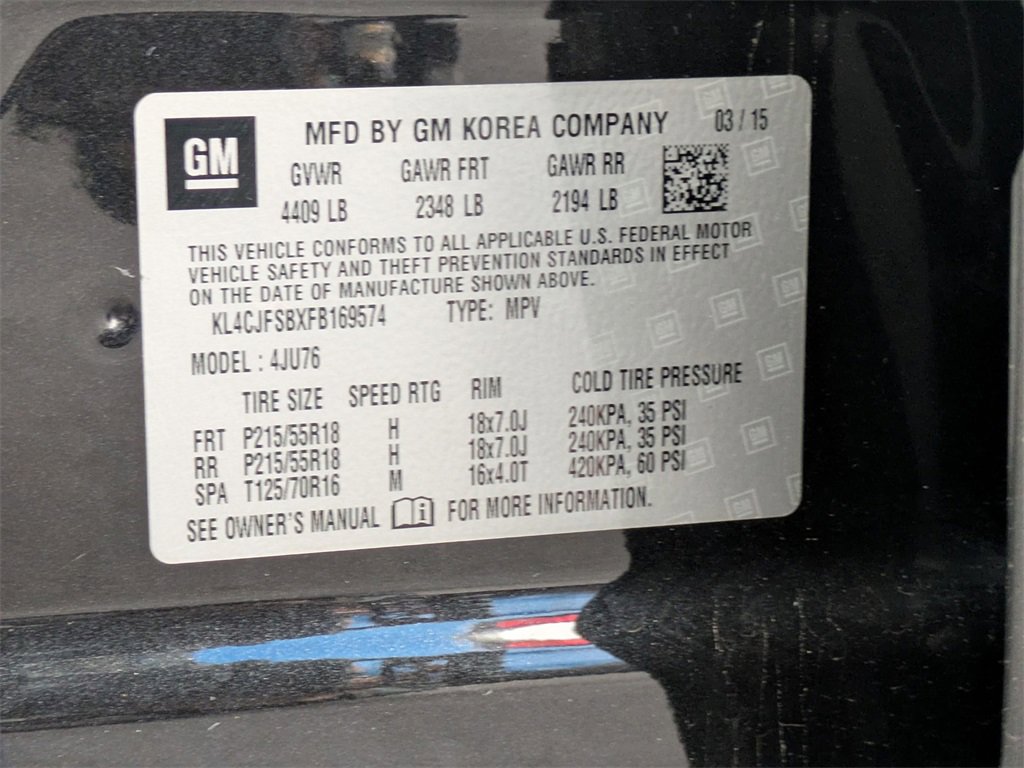 GM
MFD BY GM KOREA COMPANY 03 / 15
GVWR GAWR FRT GAWR RR
4409 LB 2348 LB 2194 LB
THIS VEHICLE CONFORMS TO ALL APPLICABLE U.S. FEDERAL MOTOR
VEHICLE SAFETY AND THEFT PREVENTION STANDARDS IN EFFECT
ON THE DATE OF MANUFACTURE SHOWN ABOVE.
KL4CJFSBXFB169574 TYPE: MPV
MODEL : 4JU76
TIRE SIZE SPEED RTG RIM COLD TIRE PRESSURE
FRT P215/55R18 H 18x7.0J 240KPA, 35 PSI
RR P215/55R18 H 18x7.0J 240KPA, 35 PSI
SPA T125/70R16 M 16x4.0T 420KPA, 60 PSI
SEE OWNER'S MANUAL i FOR MORE INFORMATION.